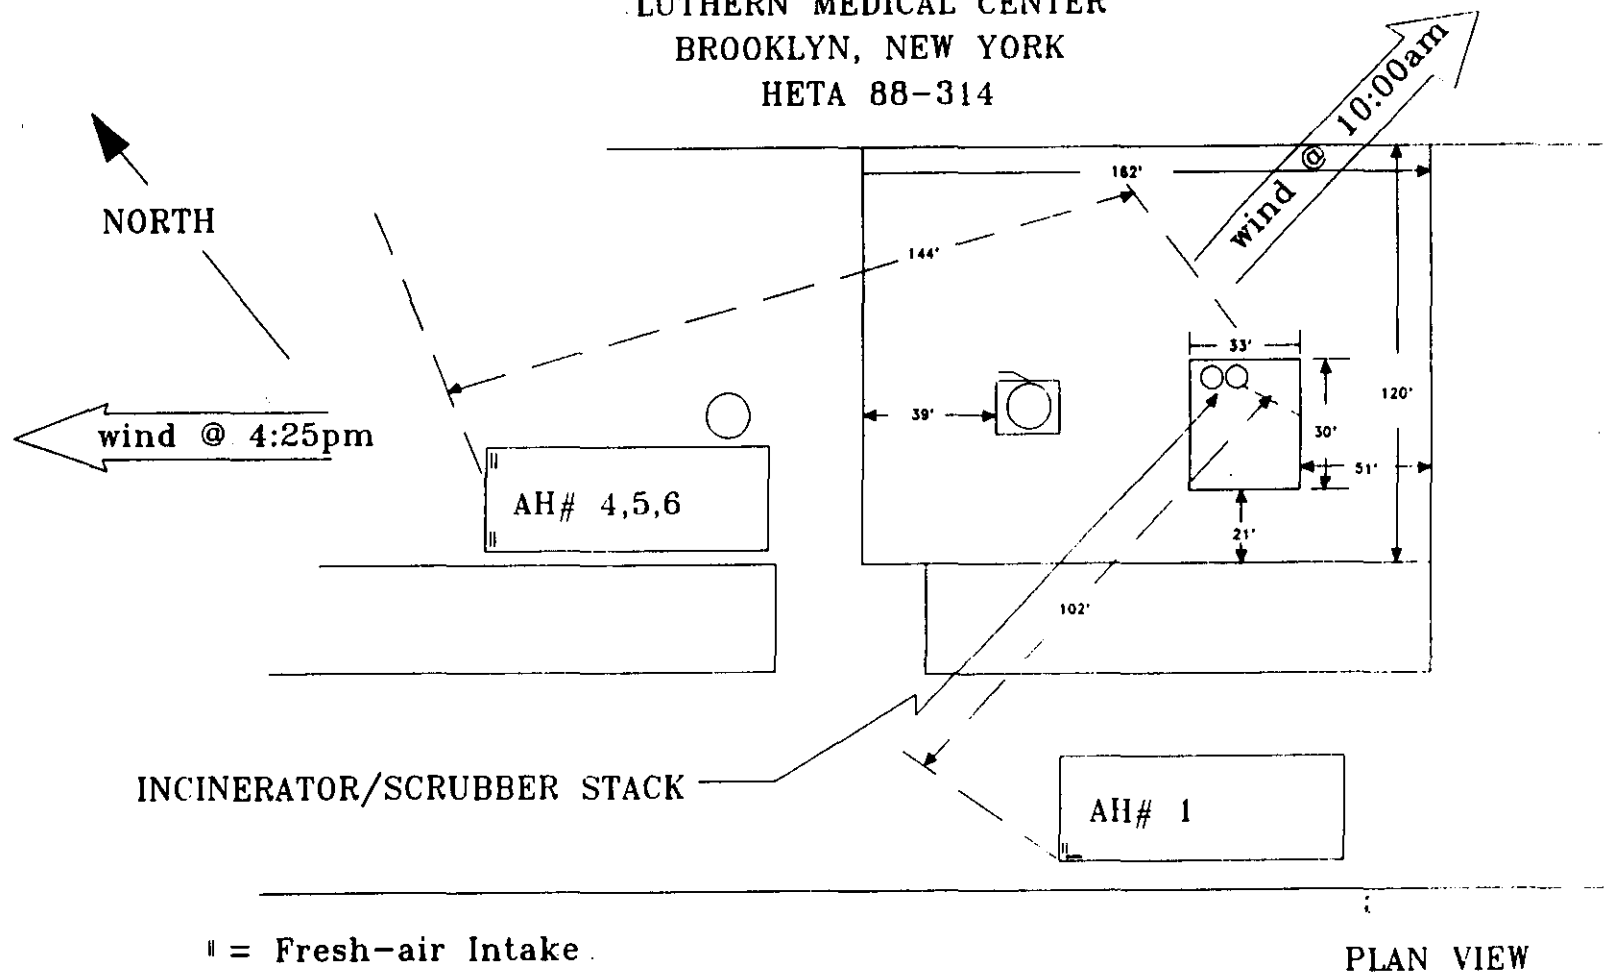 LUTHERN MEDICAL CENTER
BROOKLYN, NEW YORK
HETA 88-314
wind @ 10:00am
NORTH
162'
144'
33'
120'
wind @ 4:25pm
39'
30'
51'
AH# 4,5,6
21'
102'
INCINERATOR/SCRUBBER STACK
AH# 1
= Fresh-air Intake
PLAN VIEW